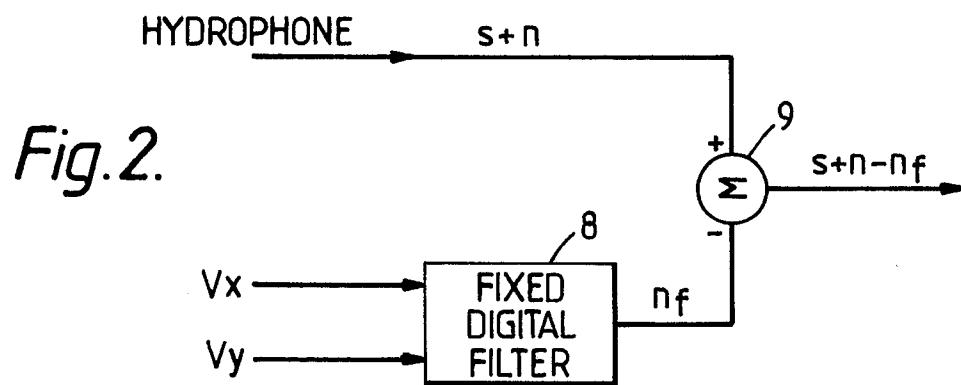 HYDROPHONE
s+n
Fig.2.
9
+
Σ
s+n-nf
-
8
Vx
FIXED
DIGITAL
FILTER
nf
Vy